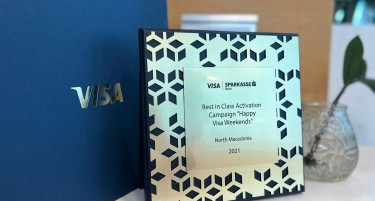 VISA
VISA SPARKASSE
Bank
Best in Class Activation
Campaign "Happy
Visa Weekends"
North Macedonia
2021